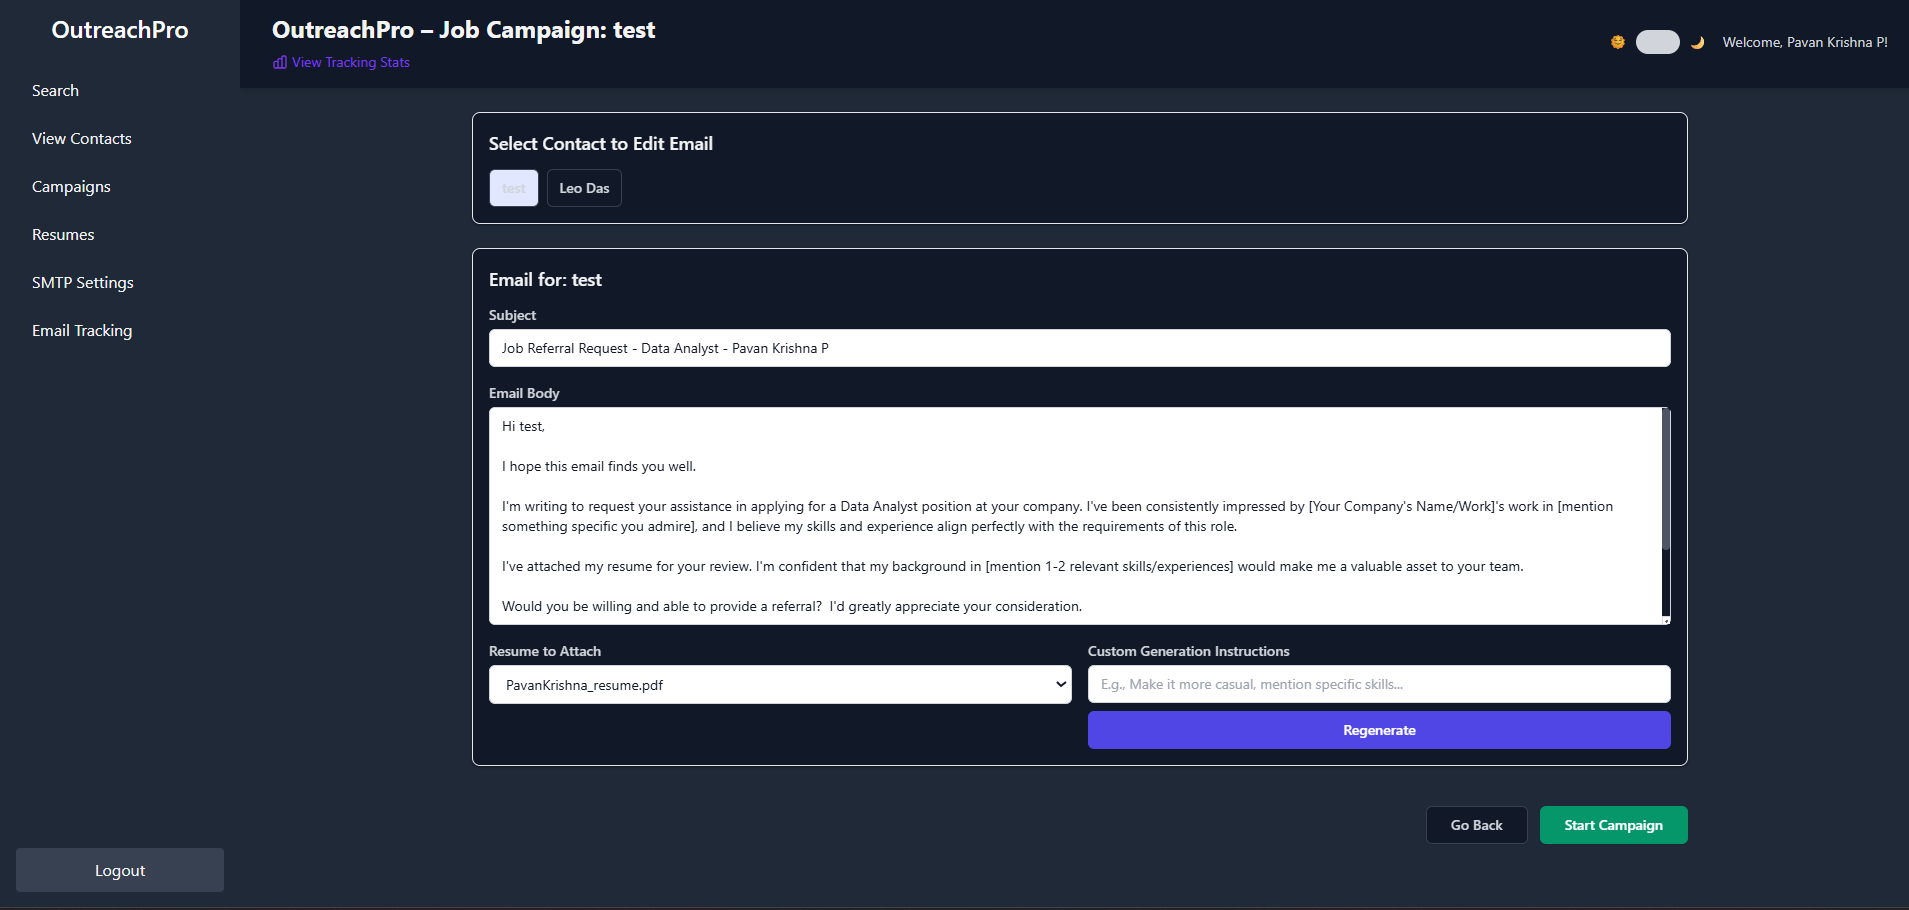 OutreachPro
Search
View Contacts
Campaigns
Resumes
SMTP Settings
Email Tracking
Logout
OutreachPro – Job Campaign: test
View Tracking Stats
Welcome, Pavan Krishna P!
Select Contact to Edit Email
test
Leo Das
Email for: test
Subject
Job Referral Request - Data Analyst - Pavan Krishna P
Email Body
Hi test,
I hope this email finds you well.
I'm writing to request your assistance in applying for a Data Analyst position at your company. I've been consistently impressed by [Your Company's Name/Work]'s work in [mention
something specific you admire], and I believe my skills and experience align perfectly with the requirements of this role.
I've attached my resume for your review. I'm confident that my background in [mention 1-2 relevant skills/experiences] would make me a valuable asset to your team.
Would you be willing and able to provide a referral?  I'd greatly appreciate your consideration.
Resume to Attach
PavanKrishna_resume.pdf
Custom Generation Instructions
E.g., Make it more casual, mention specific skills...
Regenerate
Go Back
Start Campaign